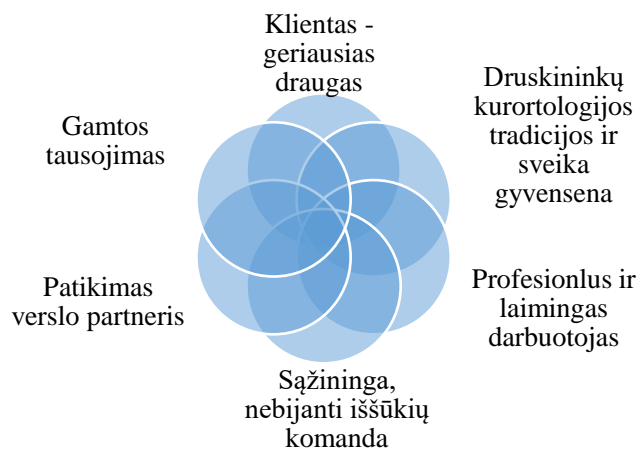 Klientas -
geriausias
draugas
Druskininkų
kurortologijos
tradicijos ir
sveika
gyvensena
Profesionlus ir
laimingas
darbuotojas
Sąžininga,
nebijanti iššūkių
komanda
Patikimas
verslo partneris
Gamtos
tausojimas